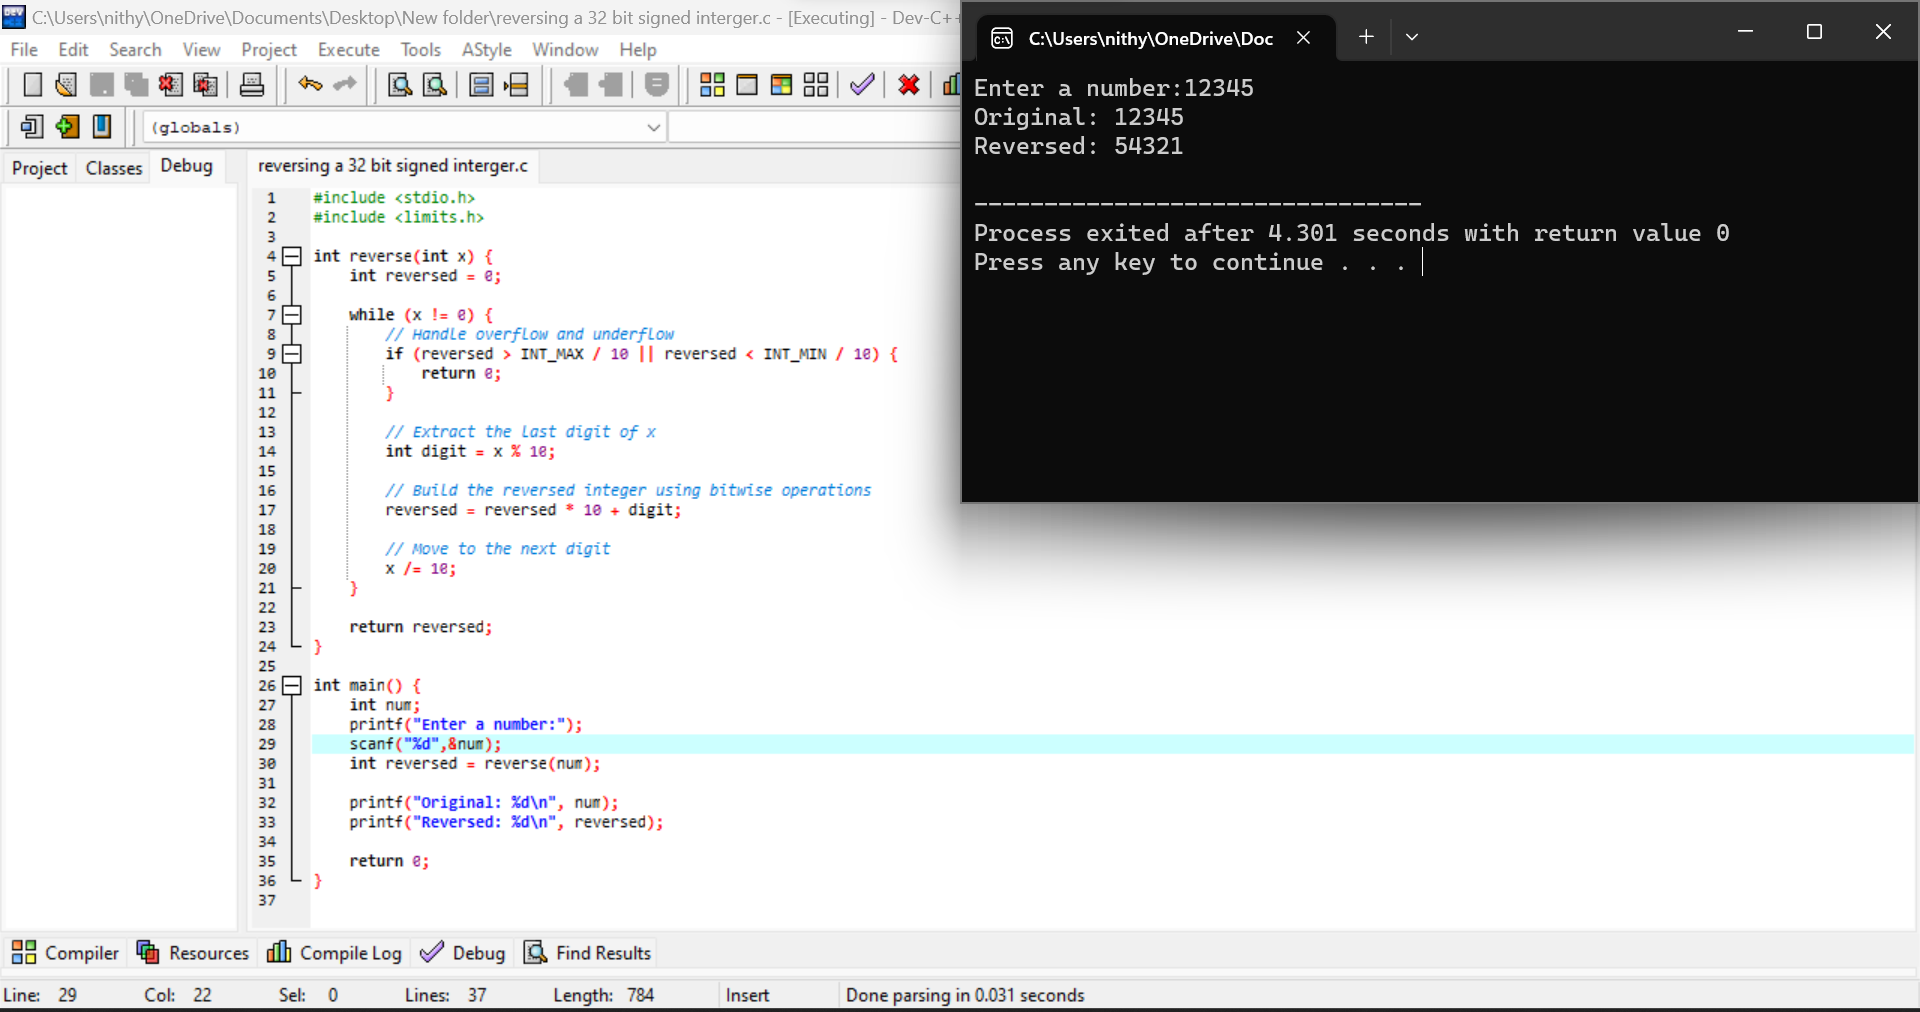 C:\Users\nithy\OneDrive\Documents\Desktop\New folder\reversing a 32 bit signed interger.c - [Executing] - Dev-C++
File Edit Search View Project Execute Tools AStyle Window Help
(globals)
Project Classes Debug
reversing a 32 bit signed interger.c
1 #include <stdio.h>
2 #include <limits.h>
3
4 int reverse(int x) {
5     int reversed = 0;
6
7     while (x != 0) {
8         // Handle overflow and underflow
9         if (reversed > INT_MAX / 10 || reversed < INT_MIN / 10) {
10             return 0;
11         }
12
13         // Extract the last digit of x
14         int digit = x % 10;
15
16         // Build the reversed integer using bitwise operations
17         reversed = reversed * 10 + digit;
18
19         // Move to the next digit
20         x /= 10;
21     }
22
23     return reversed;
24 }
25
26 int main() {
27     int num;
28     printf("Enter a number:");
29     scanf("%d",&num);
30     int reversed = reverse(num);
31
32     printf("Original: %d\n", num);
33     printf("Reversed: %d\n", reversed);
34
35     return 0;
36 }
37
C:\Users\nithy\OneDrive\Doc
Enter a number:12345
Original: 12345
Reversed: 54321
--------------------------------
Process exited after 4.301 seconds with return value 0
Press any key to continue . . .
Compiler Resources Compile Log Debug Find Results
Line: 29 Col: 22 Sel: 0 Lines: 37 Length: 784 Insert Done parsing in 0.031 seconds